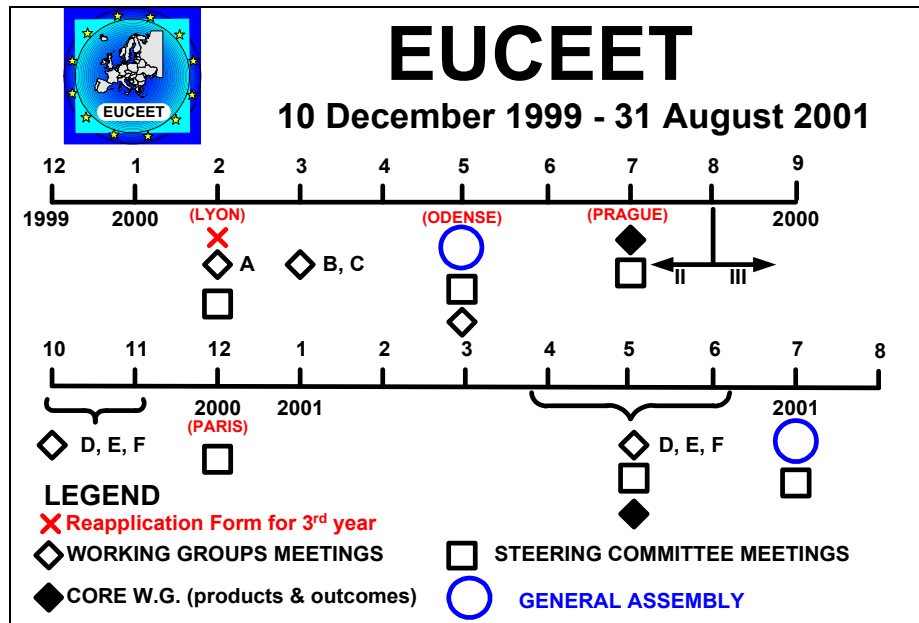 EUCEET
EUCEET
10 December 1999 - 31 August 2001
12 1 2 3 4 5 6 7 8 9
1999 2000 (LYON) (ODENSE) (PRAGUE) 2000
A B, C
II III
10 11 12 1 2 3 4 5 6 7 8
2000 2001 2001
(PARIS)
D, E, F D, E, F
LEGEND
Reapplication Form for 3rd year
WORKING GROUPS MEETINGS STEERING COMMITTEE MEETINGS
CORE W.G. (products & outcomes) GENERAL ASSEMBLY